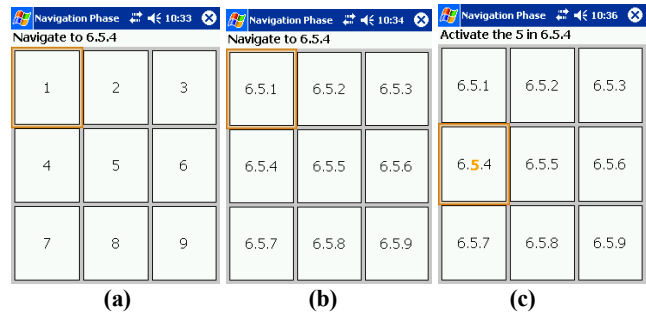 Navigation Phase 10:33
Navigate to 6.5.4
1 2 3
4 5 6
7 8 9
(a)
Navigation Phase 10:34
Navigate to 6.5.4
6.5.1 6.5.2 6.5.3
6.5.4 6.5.5 6.5.6
6.5.7 6.5.8 6.5.9
(b)
Navigation Phase 10:36
Activate the 5 in 6.5.4
6.5.1 6.5.2 6.5.3
6.5.4 6.5.5 6.5.6
6.5.7 6.5.8 6.5.9
(c)